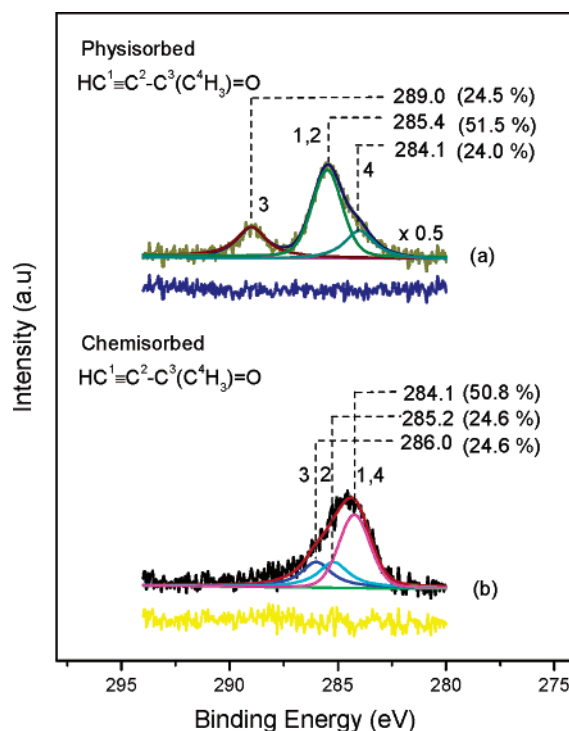 Physisorbed
HC¹≡C²-C³(C⁴H₃)=O
289.0 (24.5 %)
285.4 (51.5 %)
284.1 (24.0 %)
1,2
4
3
x 0.5
(a)
Chemisorbed
HC¹≡C²-C³(C⁴H₃)=O
284.1 (50.8 %)
285.2 (24.6 %)
286.0 (24.6 %)
3 2 1,4
(b)
Intensity (a.u)
295 290 285 280 275
Binding Energy (eV)